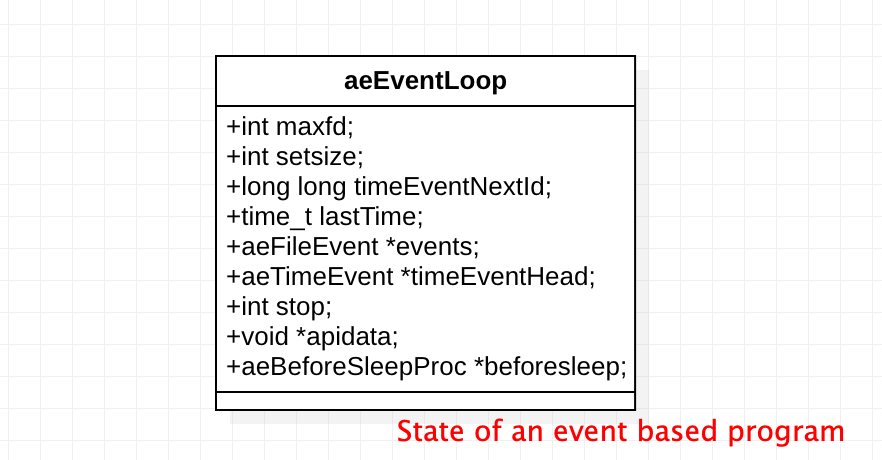 aeEventLoop
+int maxfd;
+int setsize;
+long long timeEventNextId;
+time_t lastTime;
+aeFileEvent *events;
+aeTimeEvent *timeEventHead;
+int stop;
+void *apidata;
+aeBeforeSleepProc *beforesleep;
State of an event based program